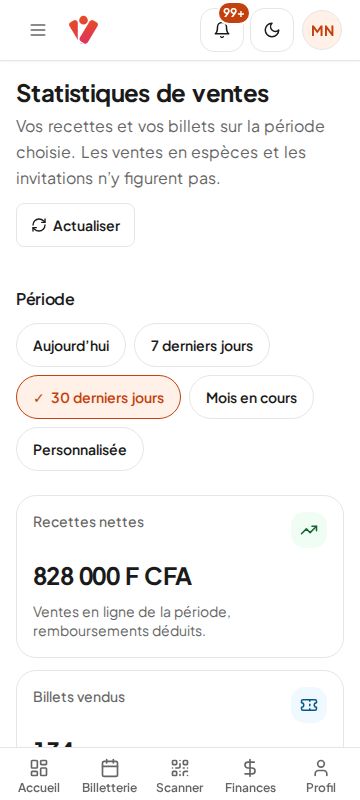 99+
MN
Statistiques de ventes
Vos recettes et vos billets sur la période
choisie. Les ventes en espèces et les
invitations n’y figurent pas.
Actualiser
Période
Aujourd’hui
7 derniers jours
✓ 30 derniers jours
Mois en cours
Personnalisée
Recettes nettes
828 000 F CFA
Ventes en ligne de la période,
remboursements déduits.
Billets vendus
134
Accueil
Billetterie
Scanner
Finances
Profil